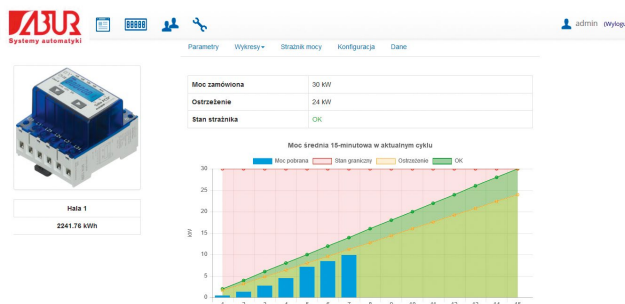 ABUR
Systemy automatyki
admin
Parametry Wykresy Strażnik mocy Konfiguracja Dane
Moc zamówiona 30 kW
Ostrzeżenie 24 kW
Stan strażnika OK
Hala 1
2241.76 kWh
Moc średnia 15-minutowa w aktualnym cyklu
Moc pobrana Stan graniczny Ostrzeżenie OK
30
25
20
15
10
5
0
kW